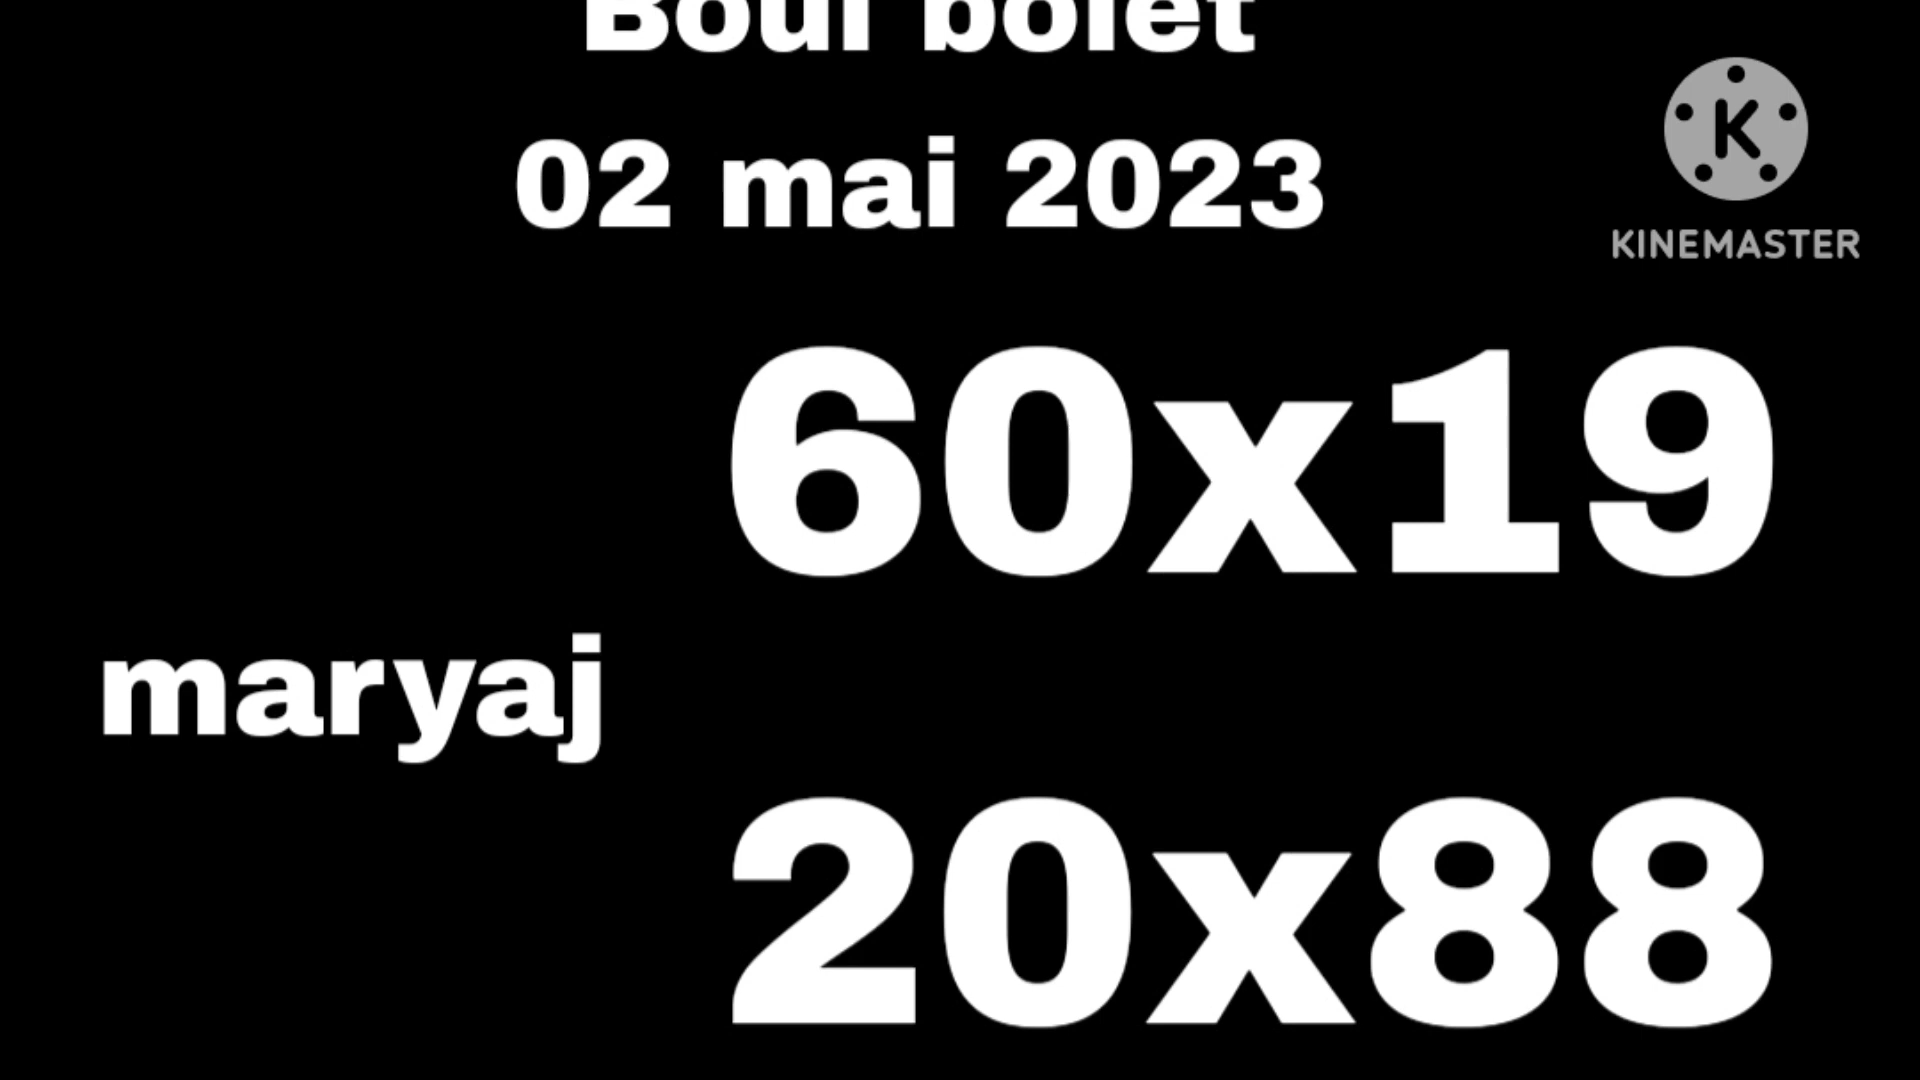 Boul bolet
02 mai 2023
K
KINEMASTER
60x19
maryaj
20x88